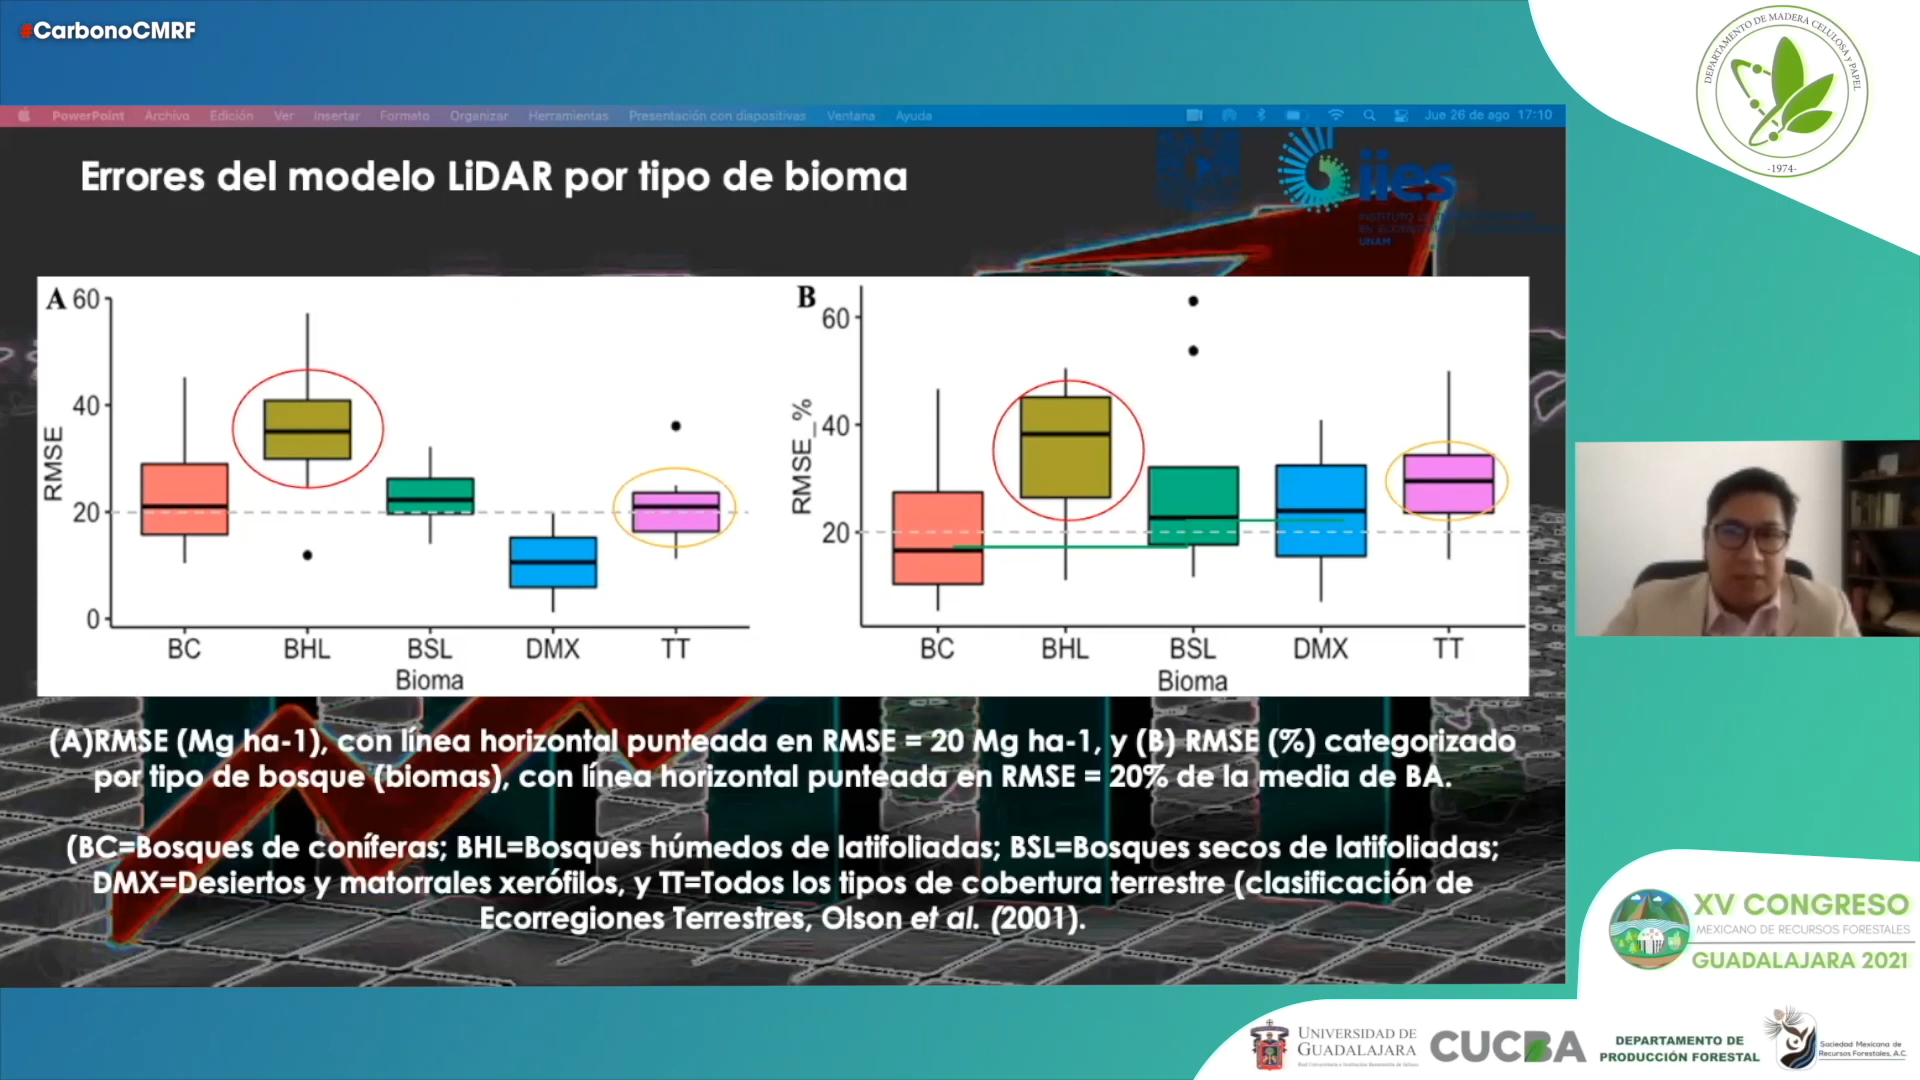 #CarbonoCMRF
DEPARTAMENTO DE MADERA CELULOSA Y PAPEL
-1974-
PowerPoint Archivo Edición Ver Insertar Formato Organizar Herramientas Presentación con diapositivas Ventana Ayuda Jue 26 de ago 17:10
Errores del modelo LiDAR por tipo de bioma
iies
UNAM
A
60
40
20
0
RMSE
BC BHL BSL DMX TT
Bioma
B
60
40
20
RMSE_%
BC BHL BSL DMX TT
Bioma
(A)RMSE (Mg ha-1), con línea horizontal punteada en RMSE = 20 Mg ha-1, y (B) RMSE (%) categorizado
por tipo de bosque (biomas), con línea horizontal punteada en RMSE = 20% de la media de BA.
(BC=Bosques de coníferas; BHL=Bosques húmedos de latifoliadas; BSL=Bosques secos de latifoliadas;
DMX=Desiertos y matorrales xerófilos, y TT=Todos los tipos de cobertura terrestre (clasificación de
Ecorregiones Terrestres, Olson et al. (2001).
XV CONGRESO
MEXICANO DE RECURSOS FORESTALES
GUADALAJARA 2021
UNIVERSIDAD DE
GUADALAJARA
CUCBA
DEPARTAMENTO DE
PRODUCCIÓN FORESTAL
Sociedad Mexicana de
Recursos Forestales, A.C.